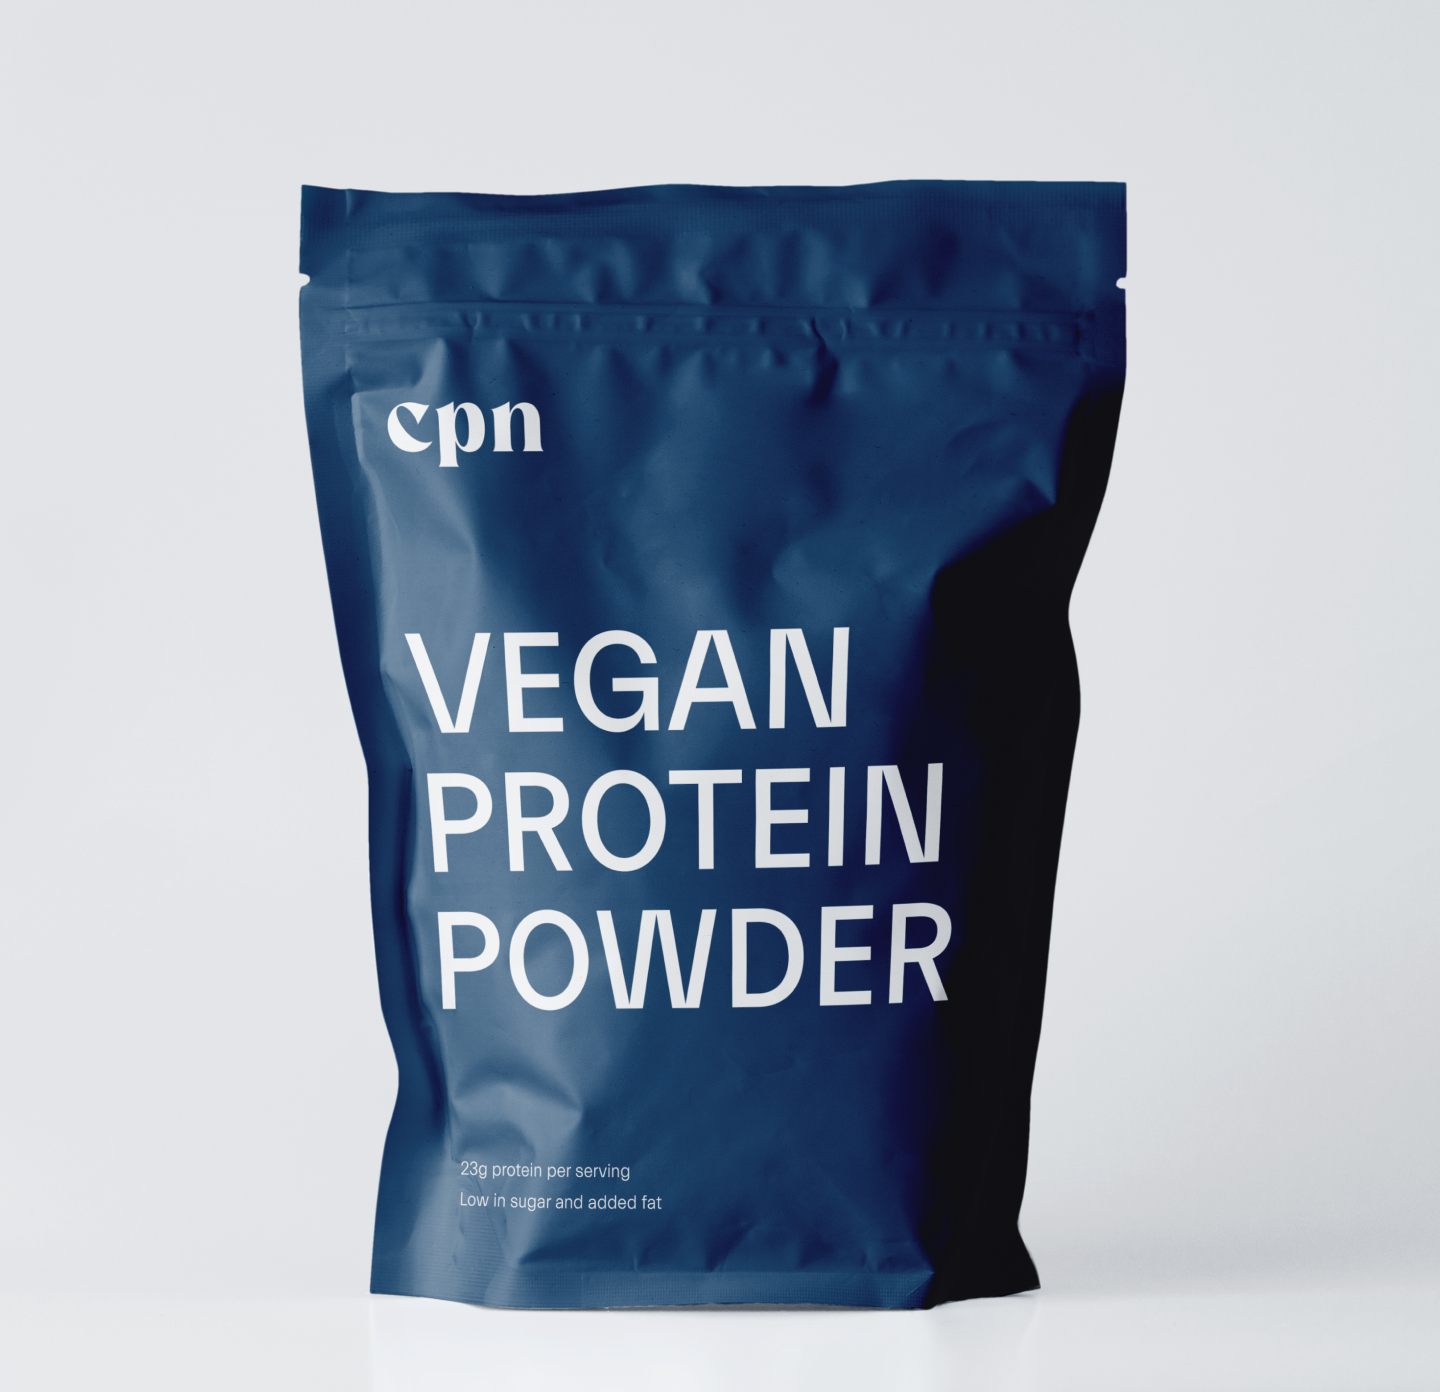 cpn
VEGAN
PROTEIN
POWDER
23g protein per serving
Low in sugar and added fat